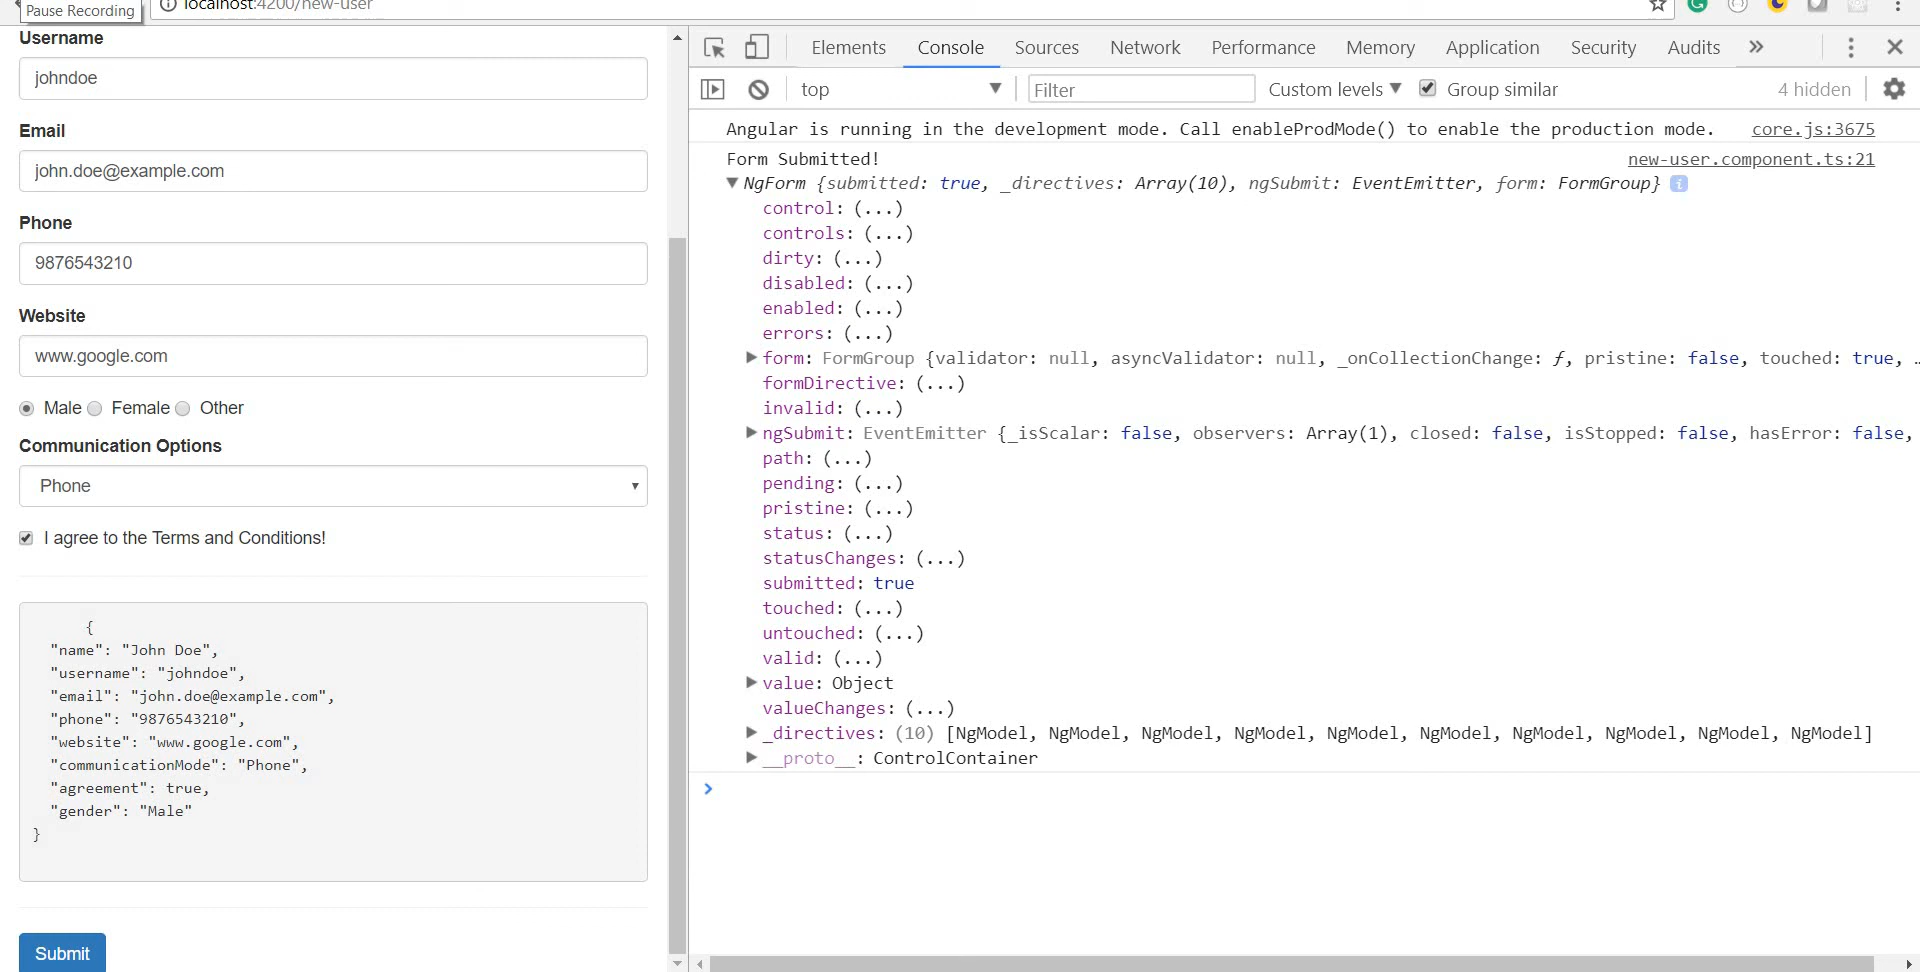 Pause Recording
localhost:4200/new-user
Username
johndoe
Email
john.doe@example.com
Phone
9876543210
Website
www.google.com
Male Female Other
Communication Options
Phone
I agree to the Terms and Conditions!
{
"name": "John Doe",
"username": "johndoe",
"email": "john.doe@example.com",
"phone": "9876543210",
"website": "www.google.com",
"communicationMode": "Phone",
"agreement": true,
"gender": "Male"
}
Submit
Elements Console Sources Network Performance Memory Application Security Audits »
top Filter Custom levels Group similar 4 hidden
Angular is running in the development mode. Call enableProdMode() to enable the production mode. core.js:3675
Form Submitted! new-user.component.ts:21
NgForm {submitted: true, _directives: Array(10), ngSubmit: EventEmitter, form: FormGroup} i
control: (...)
controls: (...)
dirty: (...)
disabled: (...)
enabled: (...)
errors: (...)
form: FormGroup {validator: null, asyncValidator: null, _onCollectionChange: ƒ, pristine: false, touched: true, …
formDirective: (...)
invalid: (...)
ngSubmit: EventEmitter {_isScalar: false, observers: Array(1), closed: false, isStopped: false, hasError: false,
path: (...)
pending: (...)
pristine: (...)
status: (...)
statusChanges: (...)
submitted: true
touched: (...)
untouched: (...)
valid: (...)
value: Object
valueChanges: (...)
_directives: (10) [NgModel, NgModel, NgModel, NgModel, NgModel, NgModel, NgModel, NgModel, NgModel, NgModel]
__proto__: ControlContainer